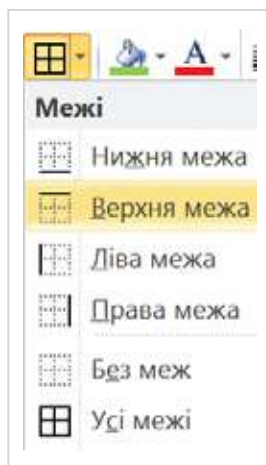 А
Межі
Нижня межа
Верхня межа
Ліва межа
Права межа
Без меж
Усі межі